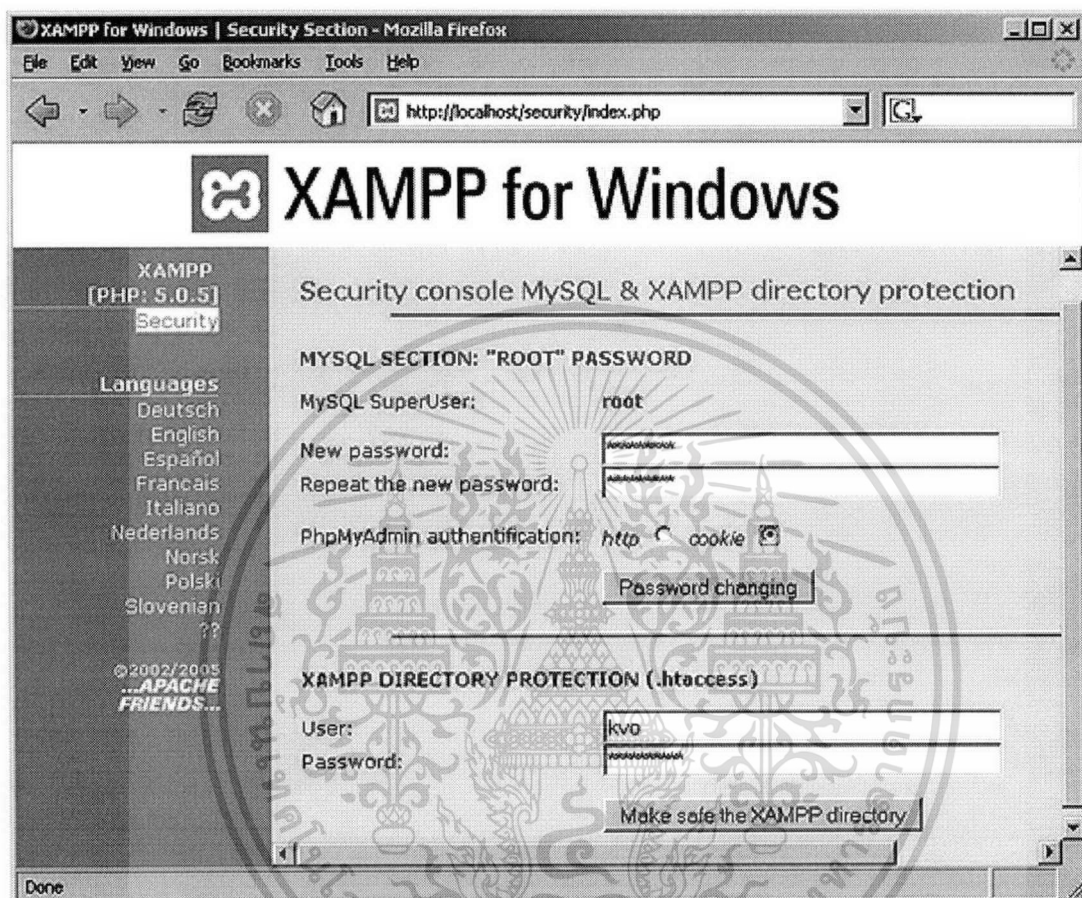 XAMPP for Windows | Security Section - Mozilla Firefox
File Edit View Go Bookmarks Tools Help
http://localhost/security/index.php
G
XAMPP for Windows
XAMPP
[PHP: 5.0.5]
Security
Languages
Deutsch
English
Español
Francais
Italiano
Nederlands
Norsk
Polski
Slovenian
??
©2002/2005
...APACHE
FRIENDS...
Security console MySQL & XAMPP directory protection
MYSQL SECTION: "ROOT" PASSWORD
MySQL SuperUser: root
New password: **********
Repeat the new password: **********
PhpMyAdmin authentification: http cookie
Password changing
XAMPP DIRECTORY PROTECTION (.htaccess)
User: kvo
Password: ***********
Make safe the XAMPP directory
Done